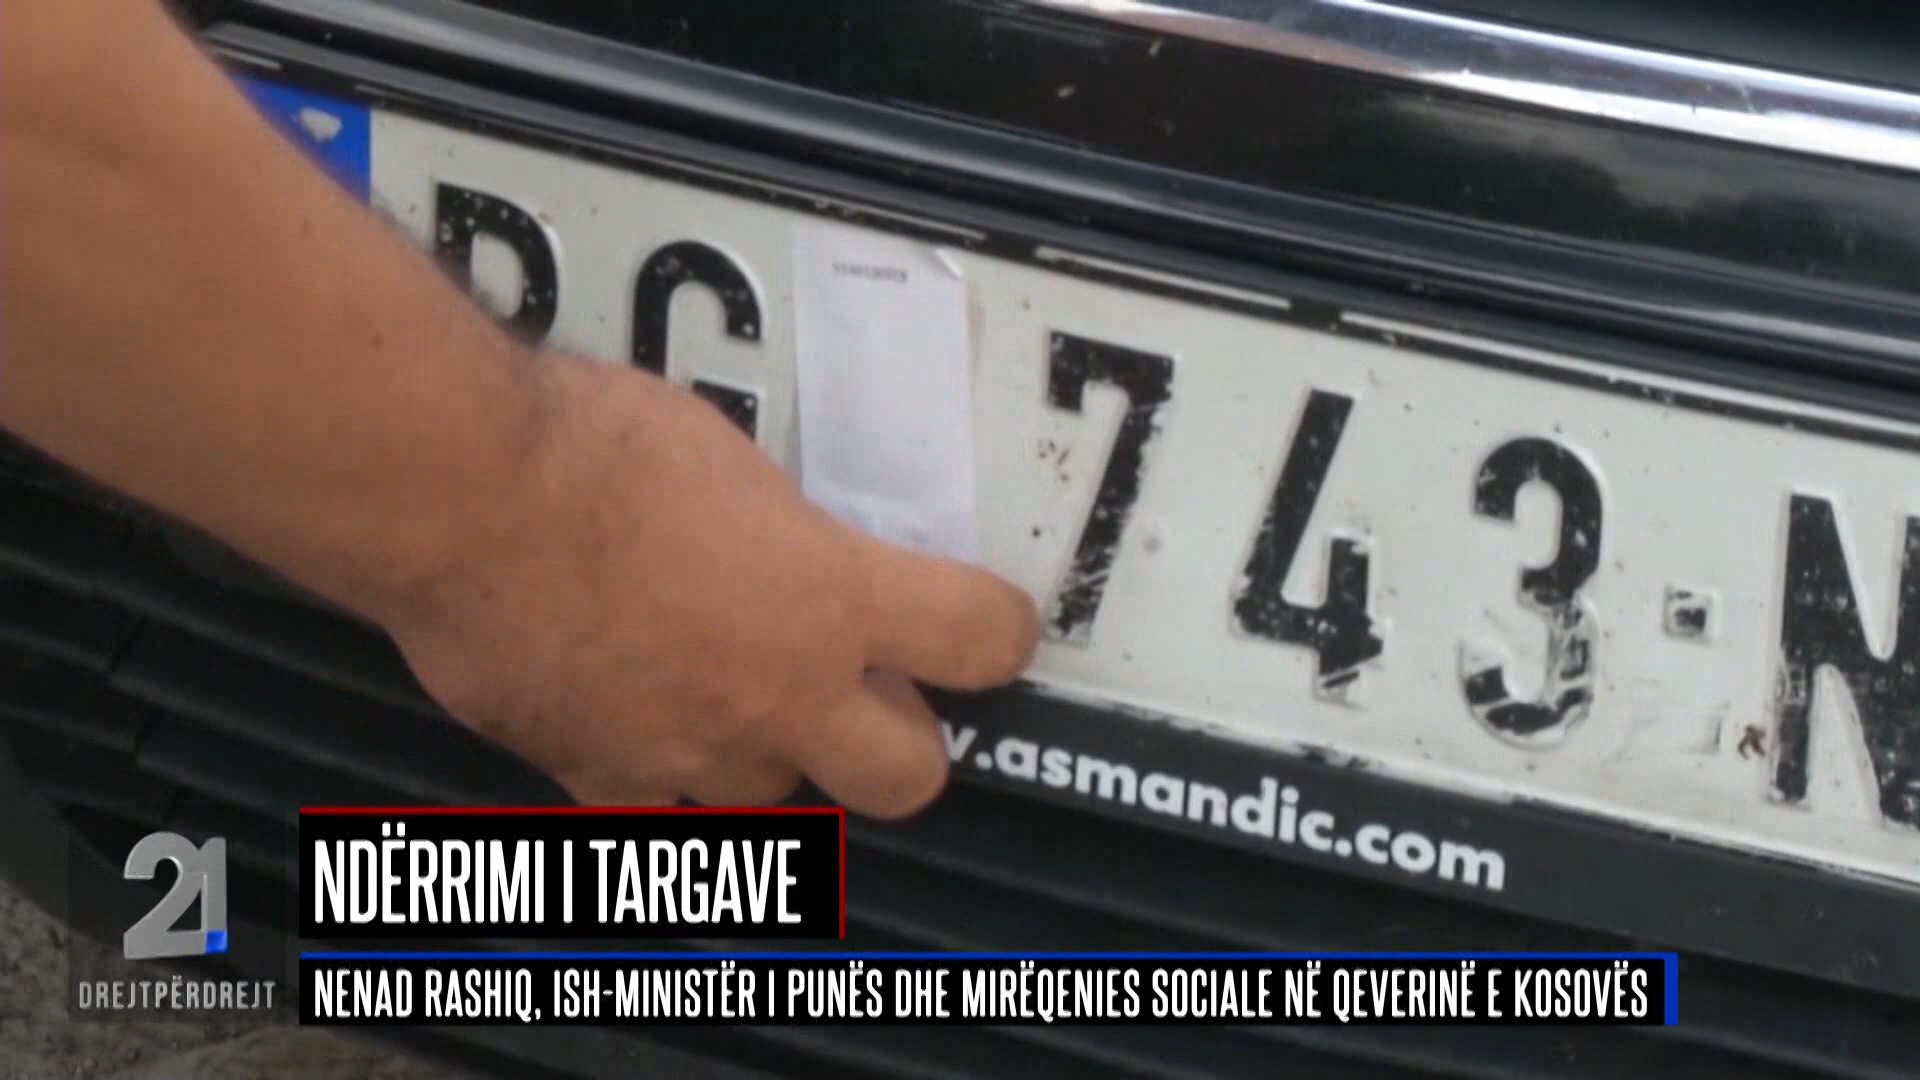 BG 743·N
v.asmandic.com
NDËRRIMI I TARGAVE
21
DREJTPËRDREJT
NENAD RASHIQ, ISH-MINISTËR I PUNËS DHE MIRËQENIES SOCIALE NË QEVERINË E KOSOVËS